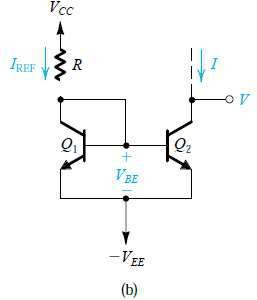 V_CC
I_REF R I
V
Q_1 + Q_2
V_BE
−
−V_EE
(b)